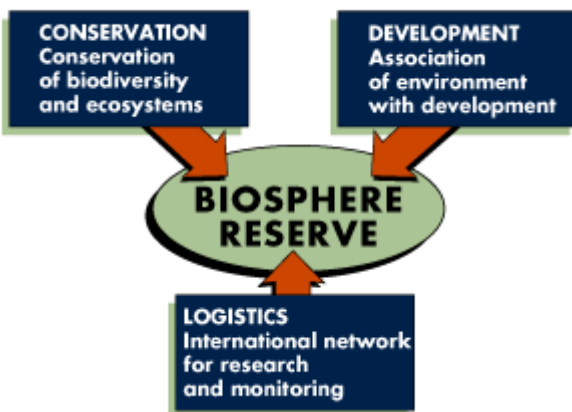 CONSERVATION
Conservation
of biodiversity
and ecosystems
DEVELOPMENT
Association
of environment
with development
BIOSPHERE
RESERVE
LOGISTICS
International network
for research
and monitoring